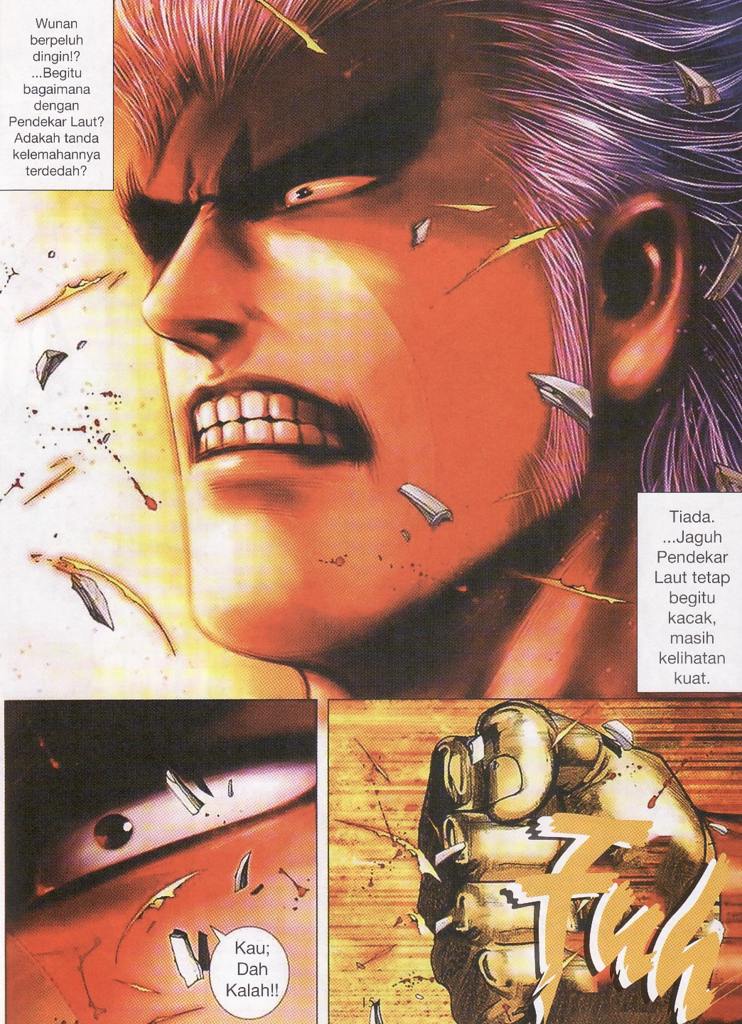 Wunan
berpeluh
dingin!?
...Begitu
bagaimana
dengan
Pendekar Laut?
Adakah tanda
kelemahannya
terdedah?
Tiada.
...Jaguh
Pendekar
Laut tetap
begitu
kacak,
masih
kelihatan
kuat.
Kau;
Dah
Kalah!!
Fuh
15